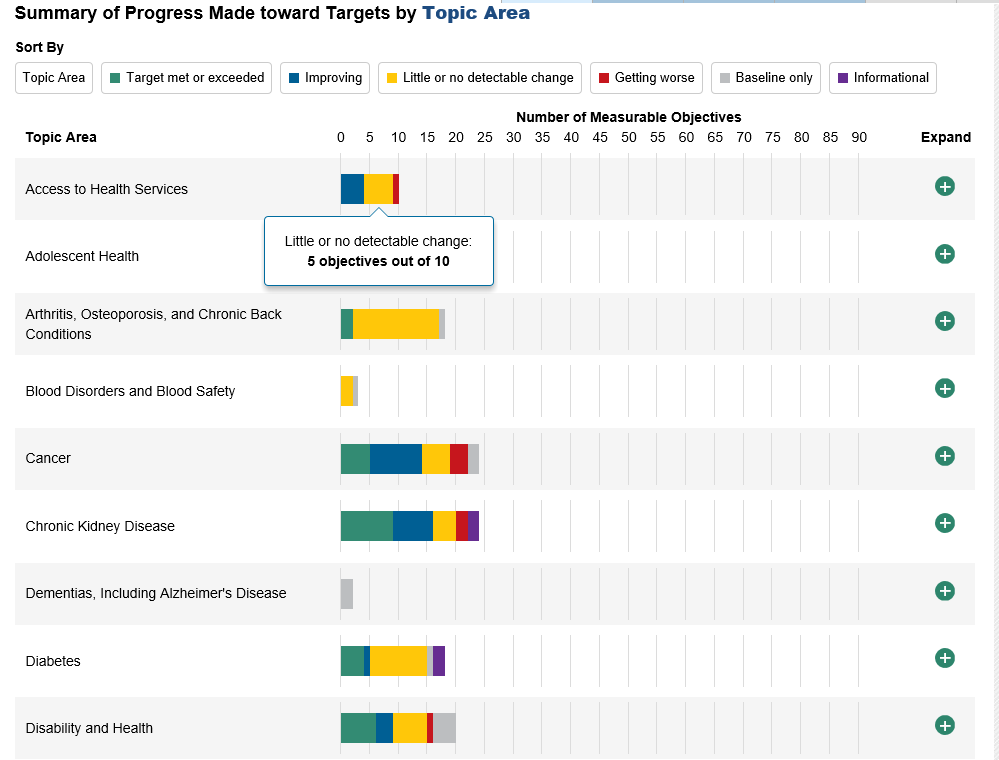 Summary of Progress Made toward Targets by Topic Area
Sort By
Topic Area Target met or exceeded Improving Little or no detectable change Getting worse Baseline only Informational
Number of Measurable Objectives
Topic Area 0 5 10 15 20 25 30 35 40 45 50 55 60 65 70 75 80 85 90 Expand
Access to Health Services
Little or no detectable change:
5 objectives out of 10
Adolescent Health
Arthritis, Osteoporosis, and Chronic Back
Conditions
Blood Disorders and Blood Safety
Cancer
Chronic Kidney Disease
Dementias, Including Alzheimer's Disease
Diabetes
Disability and Health